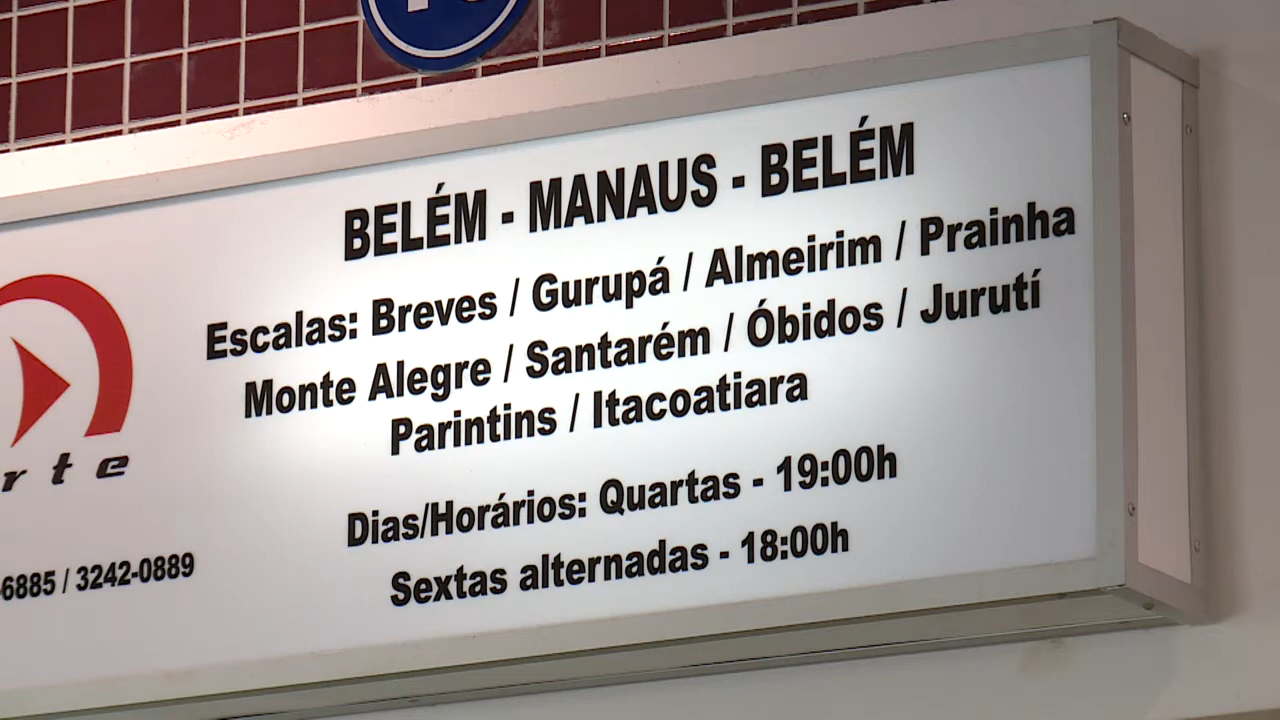 BELÉM - MANAUS - BELÉM
Escalas: Breves / Gurupá / Almeirim / Prainha
Monte Alegre / Santarém / Óbidos / Jurutí
Parintins / Itacoatiara
Dias/Horários: Quartas - 19:00h
Sextas alternadas - 18:00h
rte
6885 / 3242-0889